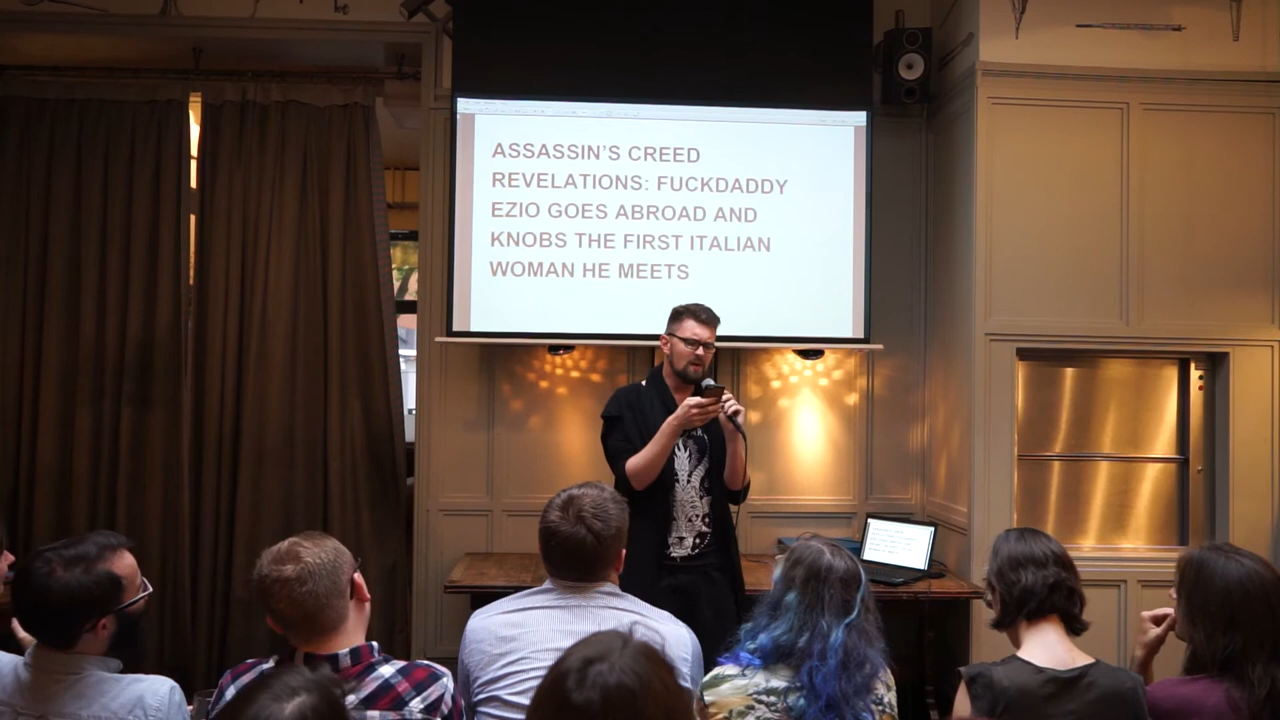 ASSASSIN'S CREED
REVELATIONS: FUCKDADDY
EZIO GOES ABROAD AND
KNOBS THE FIRST ITALIAN
WOMAN HE MEETS